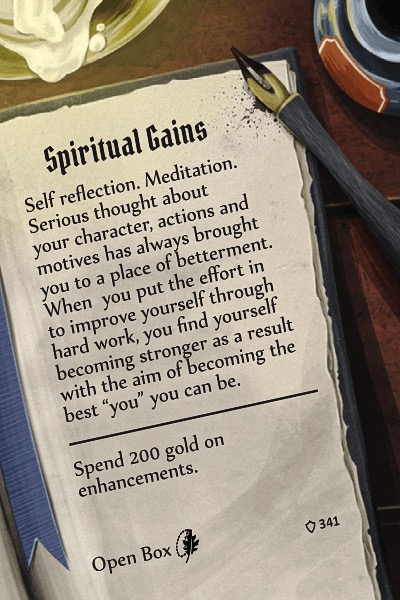 Spiritual Gains
Self reflection. Meditation.
Serious thought about
your character, actions and
motives has always brought
you to a place of betterment.
When you put the effort in
to improve yourself through
hard work, you find yourself
becoming stronger as a result
with the aim of becoming the
best “you” you can be.
Spend 200 gold on
enhancements.
Open Box
341